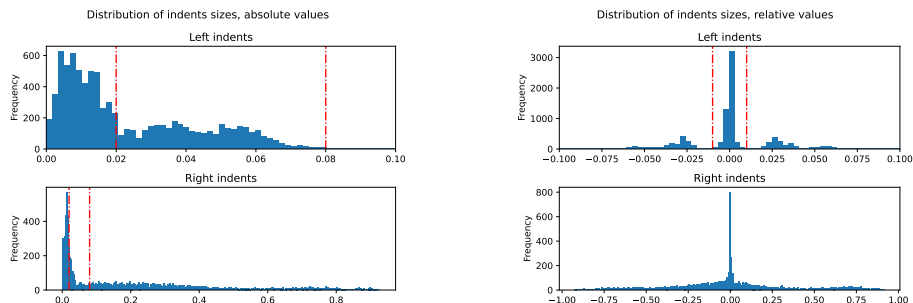 Distribution of indents sizes, absolute values
Left indents
Frequency
600
400
200
0
0.00 0.02 0.04 0.06 0.08 0.10
Right indents
Frequency
400
200
0
0.0 0.2 0.4 0.6 0.8
Distribution of indents sizes, relative values
Left indents
Frequency
3000
2000
1000
0
−0.100 −0.075 −0.050 −0.025 0.000 0.025 0.050 0.075 0.100
Right indents
Frequency
800
600
400
200
0
−1.00 −0.75 −0.50 −0.25 0.00 0.25 0.50 0.75 1.00